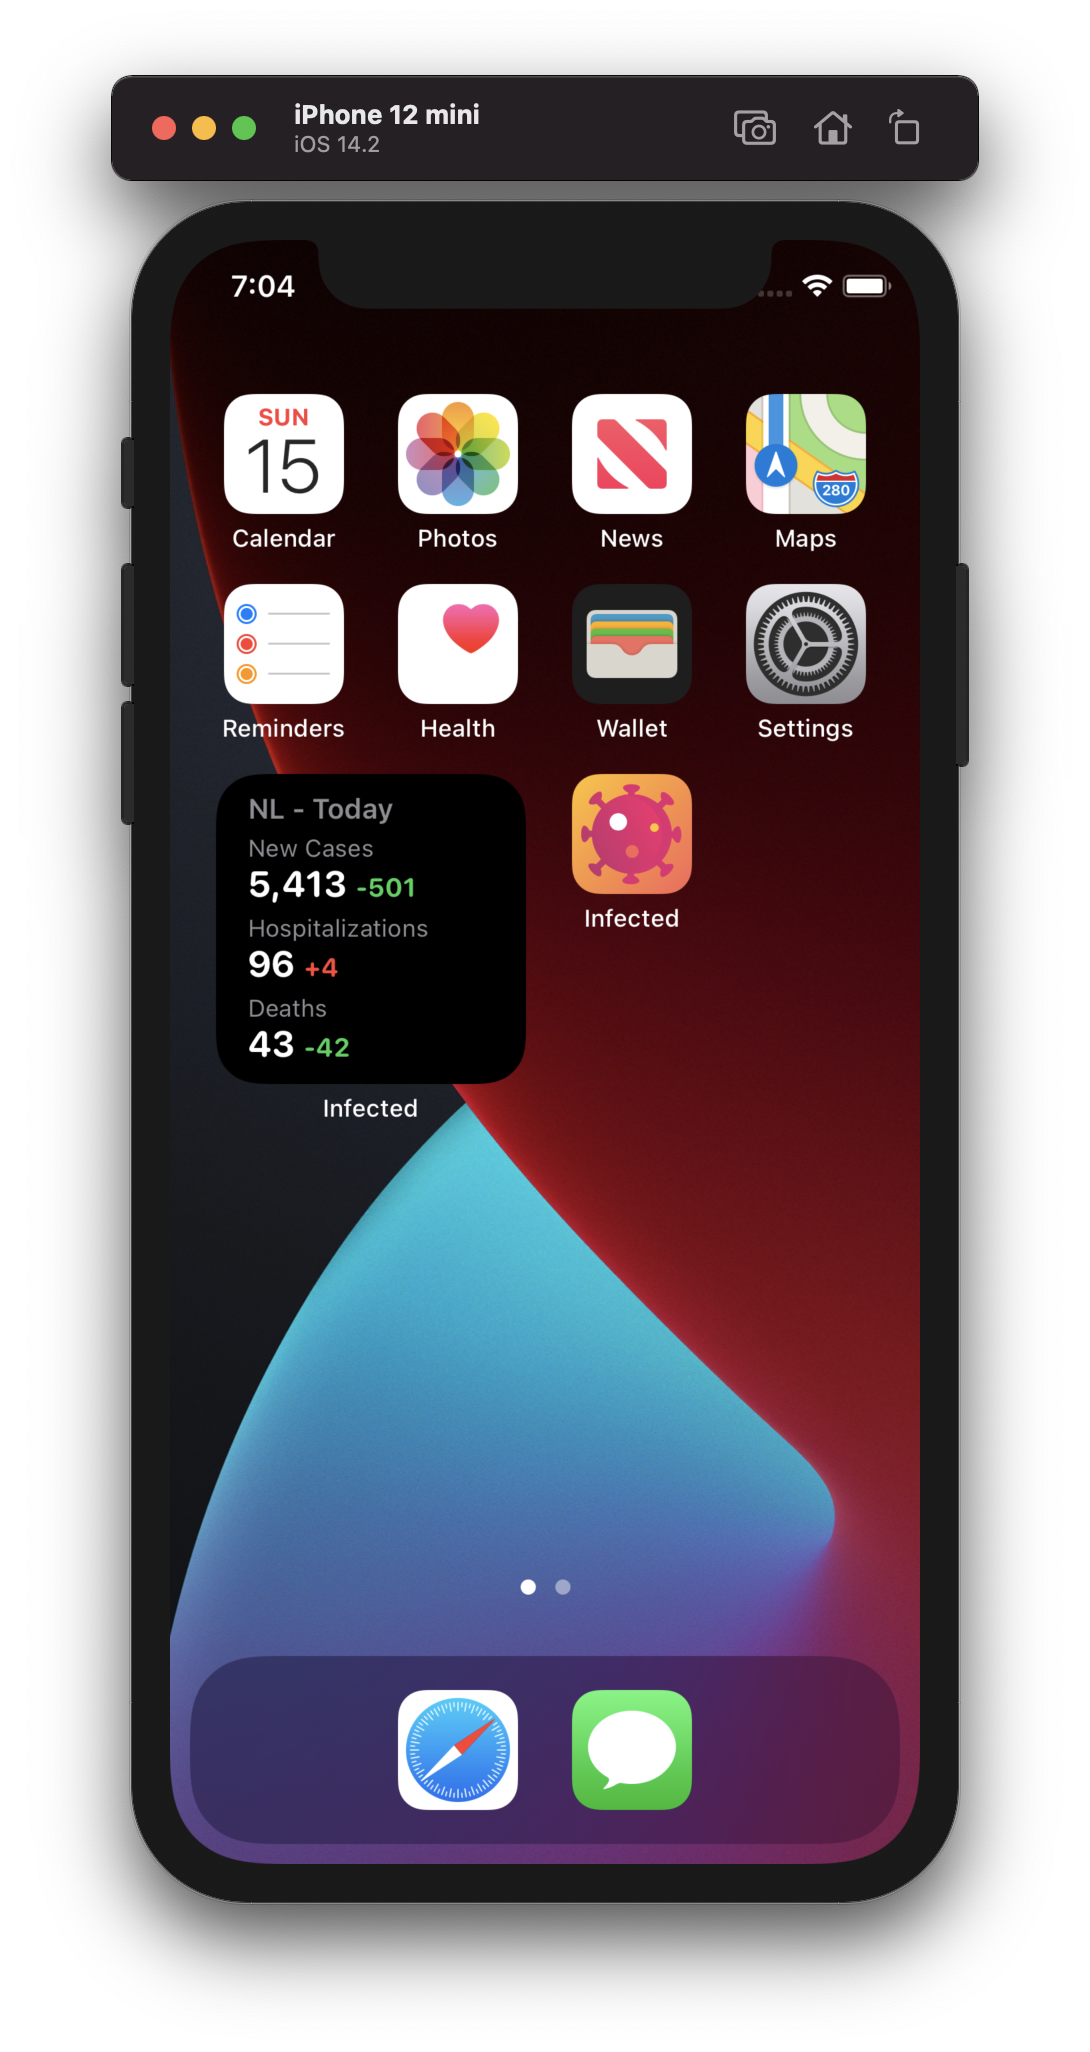 iPhone 12 mini
iOS 14.2
7:04
SUN
15
280
Calendar
Photos
News
Maps
Reminders
Health
Wallet
Settings
NL - Today
New Cases
5,413 -501
Hospitalizations
96 +4
Deaths
43 -42
Infected
Infected